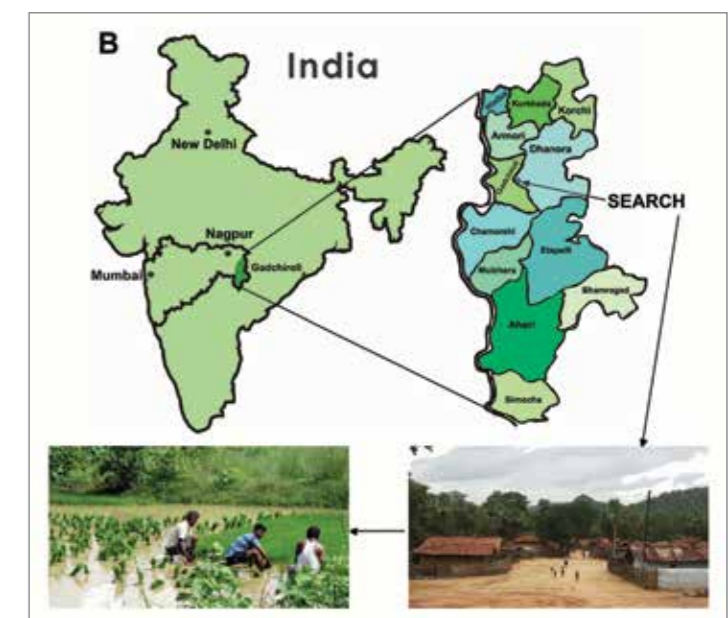 B
India
New Delhi
Nagpur
Mumbai
Gadchiroli
Kurkheda
Korchi
Armori
Dhanora
SEARCH
Chamorshi
Etapalli
Mulchera
Bhamragad
Aheri
Sironcha